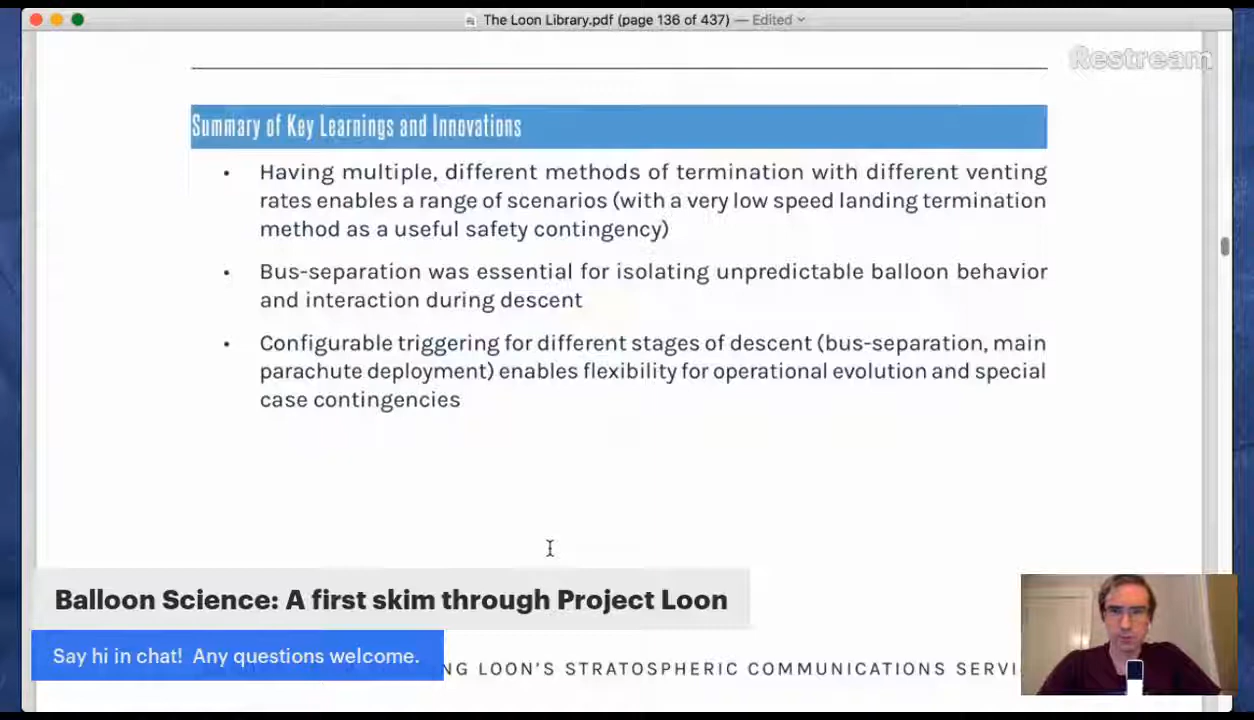 The Loon Library.pdf (page 136 of 437) — Edited
Restream
Summary of Key Learnings and Innovations
• Having multiple, different methods of termination with different venting
rates enables a range of scenarios (with a very low speed landing termination
method as a useful safety contingency)
• Bus-separation was essential for isolating unpredictable balloon behavior
and interaction during descent
• Configurable triggering for different stages of descent (bus-separation, main
parachute deployment) enables flexibility for operational evolution and special
case contingencies
Balloon Science: A first skim through Project Loon
Say hi in chat! Any questions welcome.
NG LOON'S STRATOSPHERIC COMMUNICATIONS SERVI